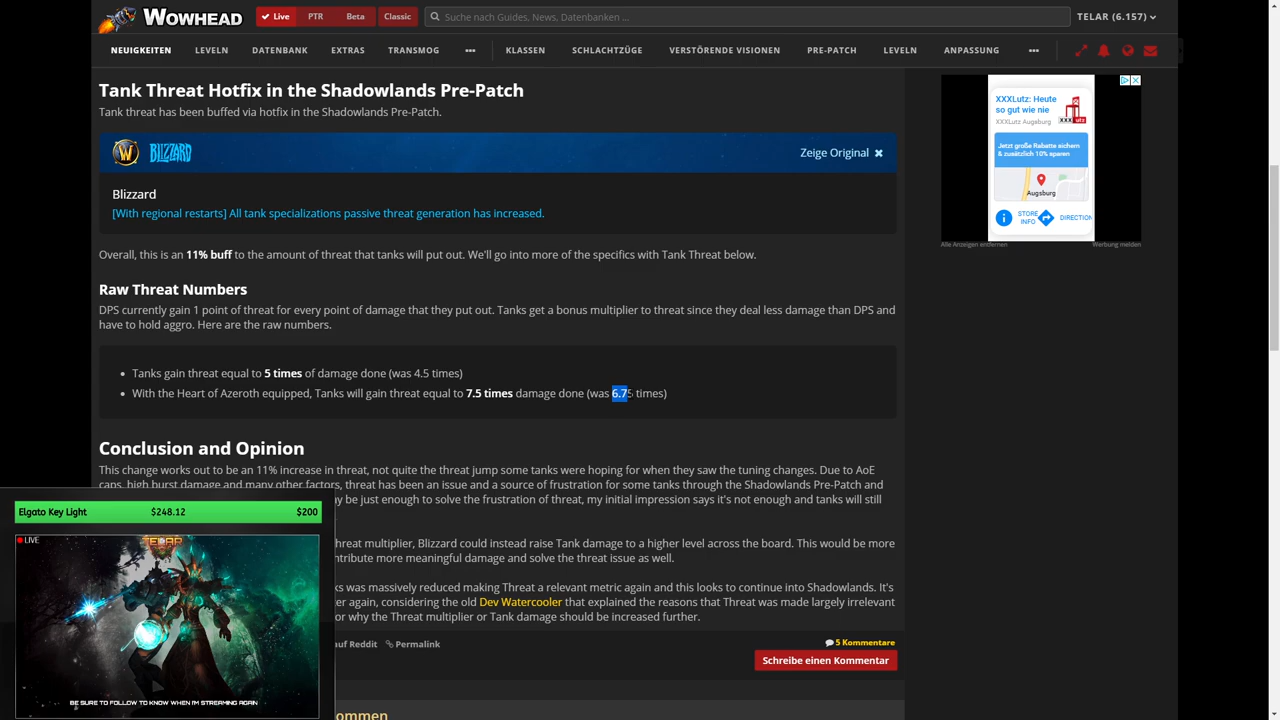 WOWHEAD
Live
PTR
Beta
Classic
Suche nach Guides, News, Datenbanken ...
TELAR (6.157)
NEUIGKEITEN
LEVELN
DATENBANK
EXTRAS
TRANSMOG
•••
KLASSEN
SCHLACHTZÜGE
VERSTÖRENDE VISIONEN
PRE-PATCH
LEVELN
ANPASSUNG
•••
Tank Threat Hotfix in the Shadowlands Pre-Patch
Tank threat has been buffed via hotfix in the Shadowlands Pre-Patch.
BLIZZARD
Zeige Original
Blizzard
[With regional restarts] All tank specializations passive threat generation has increased.
Overall, this is an 11% buff to the amount of threat that tanks will put out. We'll go into more of the specifics with Tank Threat below.
Raw Threat Numbers
DPS currently gain 1 point of threat for every point of damage that they put out. Tanks get a bonus multiplier to threat since they deal less damage than DPS and
have to hold aggro. Here are the raw numbers.
• Tanks gain threat equal to 5 times of damage done (was 4.5 times)
• With the Heart of Azeroth equipped, Tanks will gain threat equal to 7.5 times damage done (was 6.75 times)
Conclusion and Opinion
This change works out to be an 11% increase in threat, not quite the threat jump some tanks were hoping for when they saw the tuning changes. Due to AoE
caps, high burst damage and many other factors, threat has been an issue and a source of frustration for some tanks through the Shadowlands Pre-Patch and
y be just enough to solve the frustration of threat, my initial impression says it's not enough and tanks will still
hreat multiplier, Blizzard could instead raise Tank damage to a higher level across the board. This would be more
ntribute more meaningful damage and solve the threat issue as well.
ks was massively reduced making Threat a relevant metric again and this looks to continue into Shadowlands. It's
er again, considering the old Dev Watercooler that explained the reasons that Threat was made largely irrelevant
or why the Threat multiplier or Tank damage should be increased further.
auf Reddit
Permalink
5 Kommentare
Schreibe einen Kommentar
ommen
XXXLutz: Heute
so gut wie nie
XXXLutz Augsburg
Jetzt große Rabatte sichern
& zusätzlich 10% sparen
Augsburg
STORE
INFO
DIRECTION
Alle Anzeigen entfernen
Werbung melden
Elgato Key Light
$248.12
$200
LIVE
TELAR
BE SURE TO FOLLOW TO KNOW WHEN I'M STREAMING AGAIN